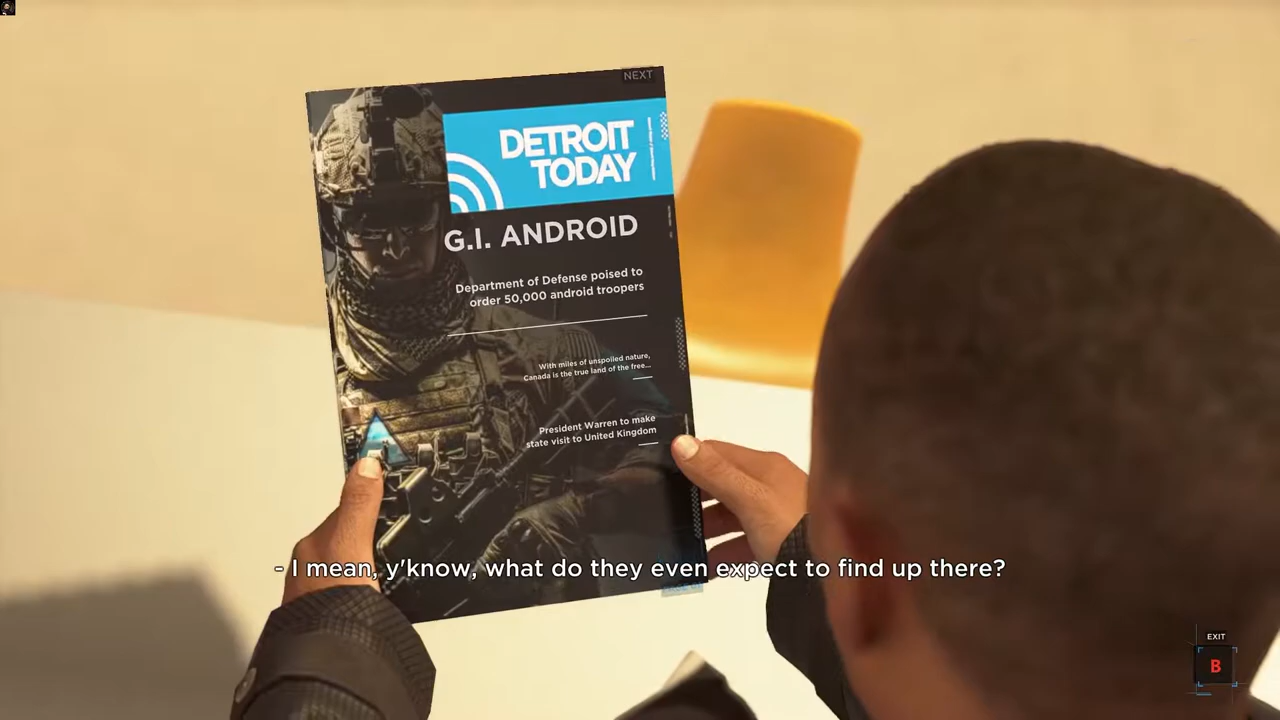 NEXT
DETROIT
TODAY
G.I. ANDROID
Department of Defense poised to
order 50,000 android troopers
With miles of unspoiled nature,
Canada is the true land of the free...
President Warren to make
state visit to United Kingdom
- I mean, y'know, what do they even expect to find up there?
EXIT
B